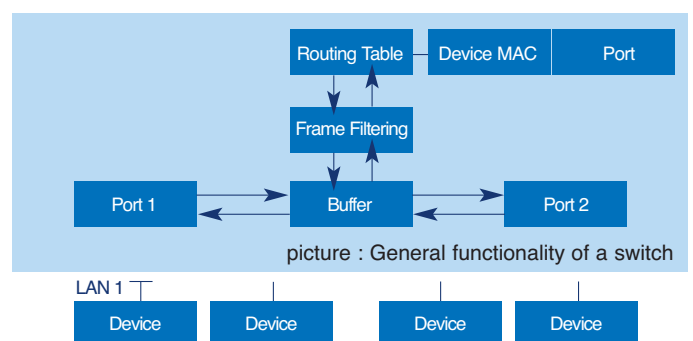 Routing Table
Device MAC
Port
Frame Filtering
Port 1
Buffer
Port 2
picture : General functionality of a switch
LAN 1
Device
Device
Device
Device